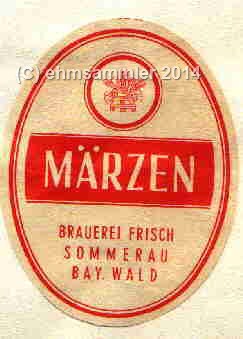 (c) ehmsammler 2014
MÄRZEN
BRAUEREI FRISCH
SOMMERAU
BAY. WALD